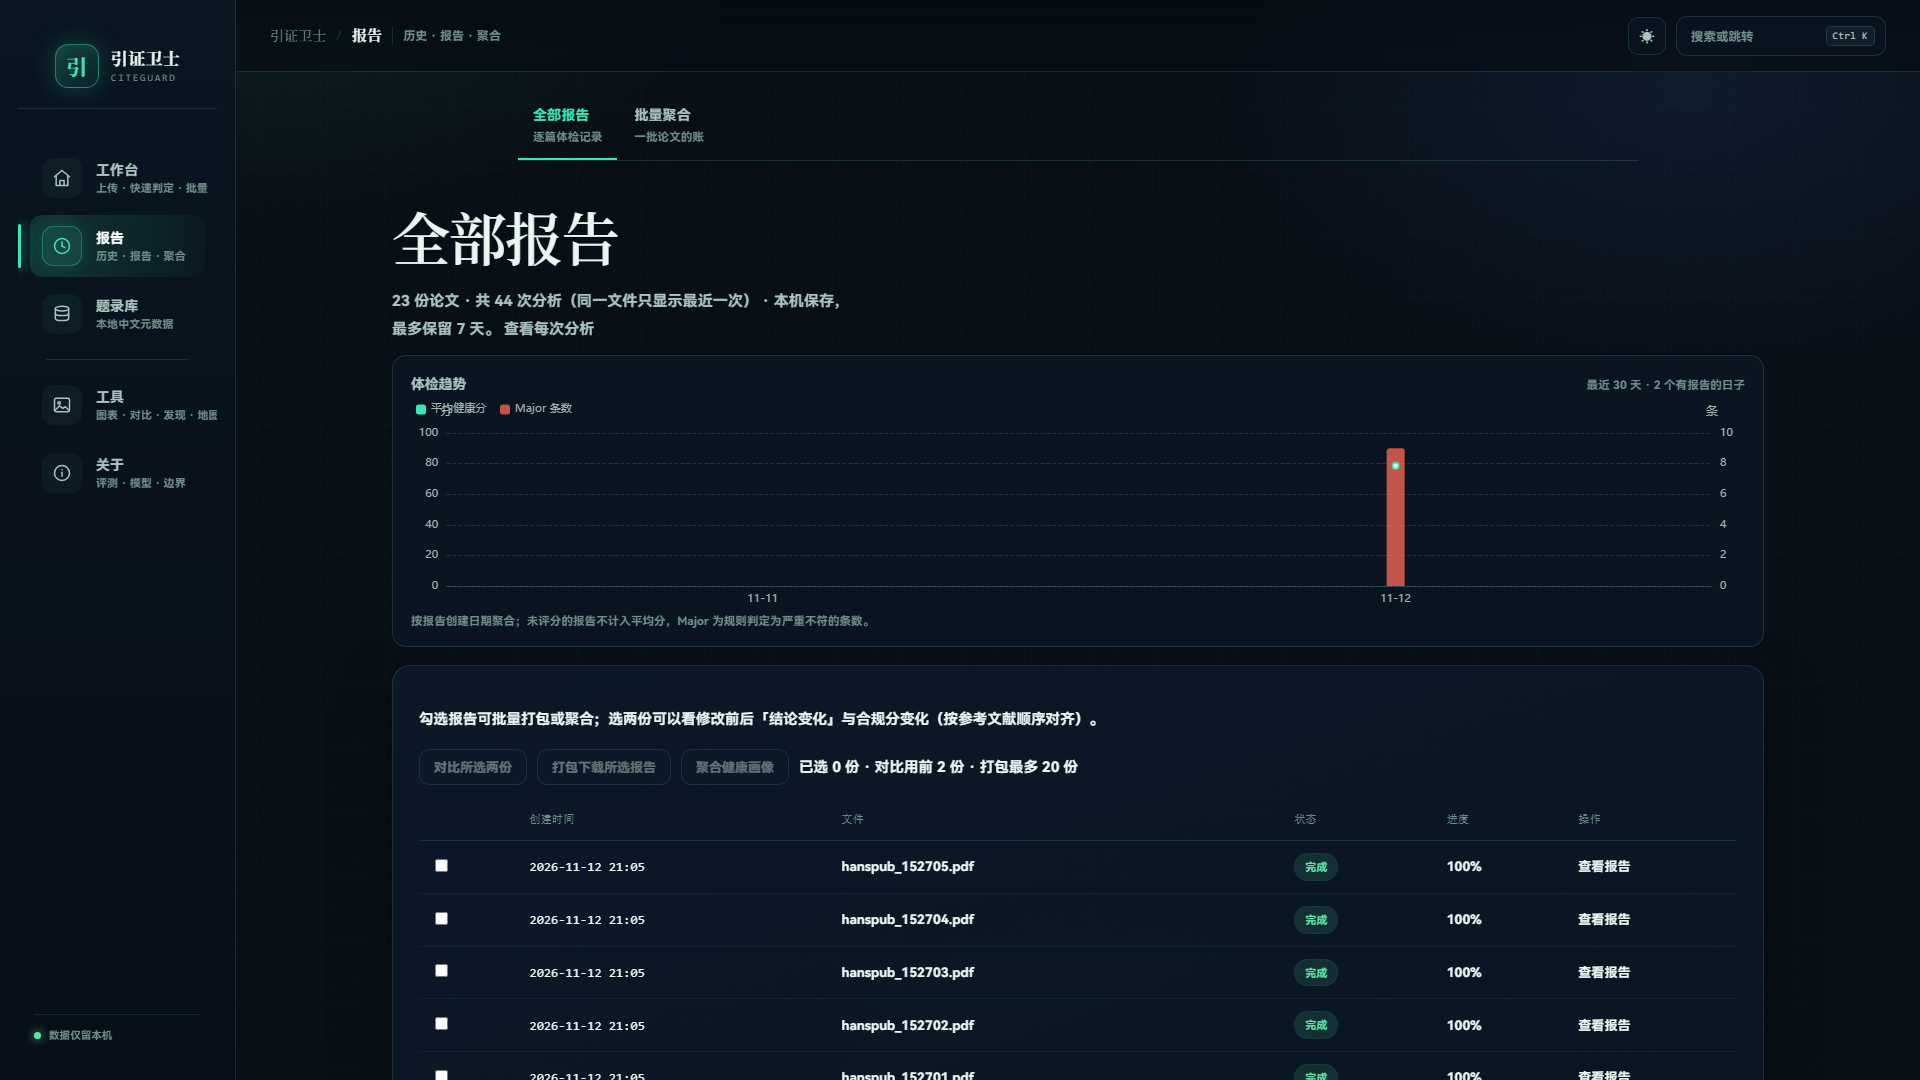 引
引证卫士
CITEGUARD
工作台
上传 · 快速判定 · 批量
报告
历史 · 报告 · 聚合
题录库
本地中文元数据
工具
图表 · 对比 · 发现 · 地图
关于
评测 · 模型 · 边界
数据仅留本机
引证卫士 / 报告 历史 · 报告 · 聚合
搜索或跳转 Ctrl K
全部报告
逐篇体检记录
批量聚合
一批论文的账
全部报告
23 份论文 · 共 44 次分析（同一文件只显示最近一次） · 本机保存，
最多保留 7 天。 查看每次分析
体检趋势
最近 30 天 · 2 个有报告的日子
平均健康分 Major 条数
分
条
100
80
60
40
20
0
10
8
6
4
2
0
11-11
11-12
按报告创建日期聚合；未评分的报告不计入平均分，Major 为规则判定为严重不符的条数。
勾选报告可批量打包或聚合；选两份可以看修改前后「结论变化」与合规分变化（按参考文献顺序对齐）。
对比所选两份 打包下载所选报告 聚合健康画像 已选 0 份 · 对比用前 2 份 · 打包最多 20 份
创建时间 文件 状态 进度 操作
2026-11-12 21:05 hanspub_152705.pdf 完成 100% 查看报告
2026-11-12 21:05 hanspub_152704.pdf 完成 100% 查看报告
2026-11-12 21:05 hanspub_152703.pdf 完成 100% 查看报告
2026-11-12 21:05 hanspub_152702.pdf 完成 100% 查看报告
2026-11-12 21:05 hanspub_152701.pdf 完成 100% 查看报告